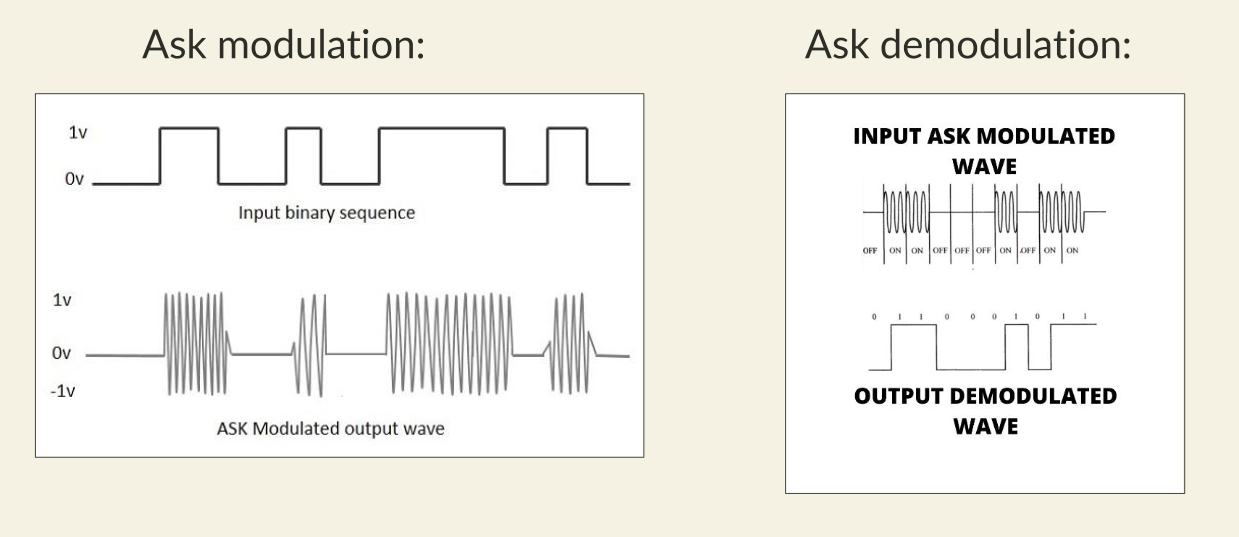 Ask modulation:
1v
0v
Input binary sequence
1v
0v
-1v
ASK Modulated output wave
Ask demodulation:
INPUT ASK MODULATED
WAVE
OFF ON ON OFF OFF OFF ON OFF ON ON
0 1 1 0 0 0 1 0 1 1
OUTPUT DEMODULATED
WAVE